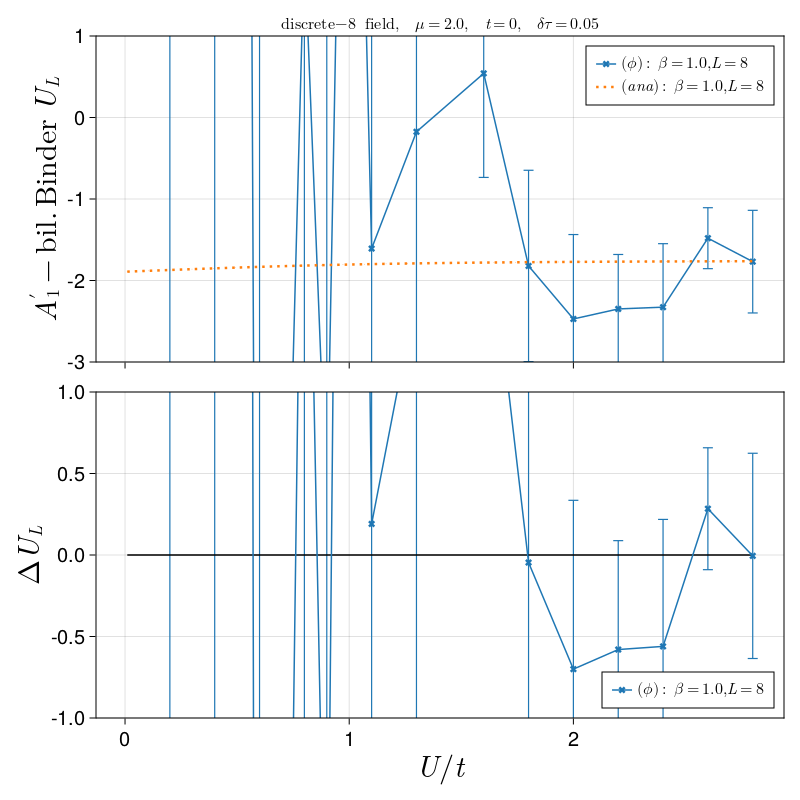 discrete−8 field, μ = 2.0, t = 0, δτ = 0.05
A′₁ − bil. Binder U_L
1
0
-1
-2
-3
(ϕ) : β = 1.0, L = 8
(ana) : β = 1.0, L = 8
Δ U_L
1.0
0.5
0.0
-0.5
-1.0
(ϕ) : β = 1.0, L = 8
0
1
2
U/t